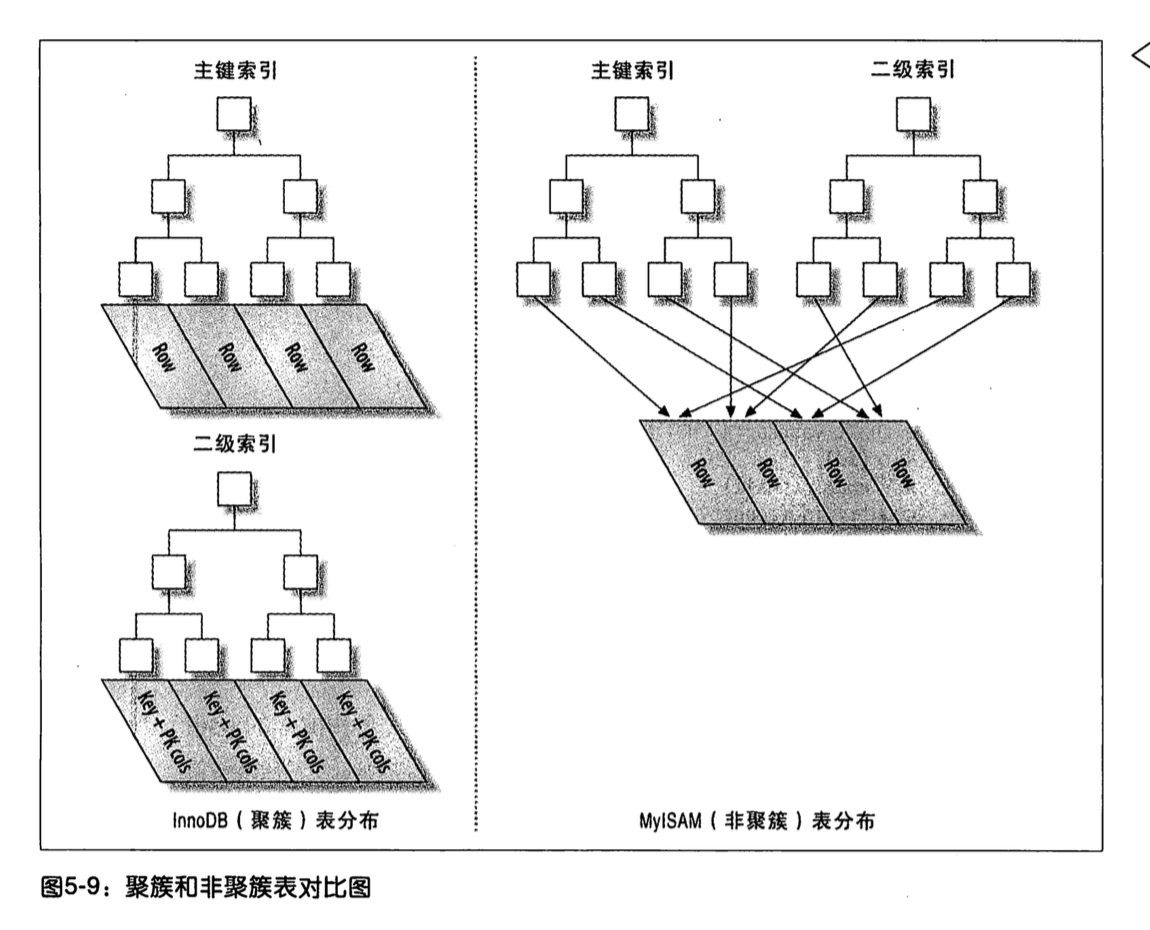 主键索引
Row Row Row Row
二级索引
Key + PK cols Key + PK cols Key + PK cols Key + PK cols
InnoDB ( 聚簇 ) 表分布
主键索引 二级索引
Row Row Row Row
MyISAM ( 非聚簇 ) 表分布
图5-9：聚簇和非聚簇表对比图